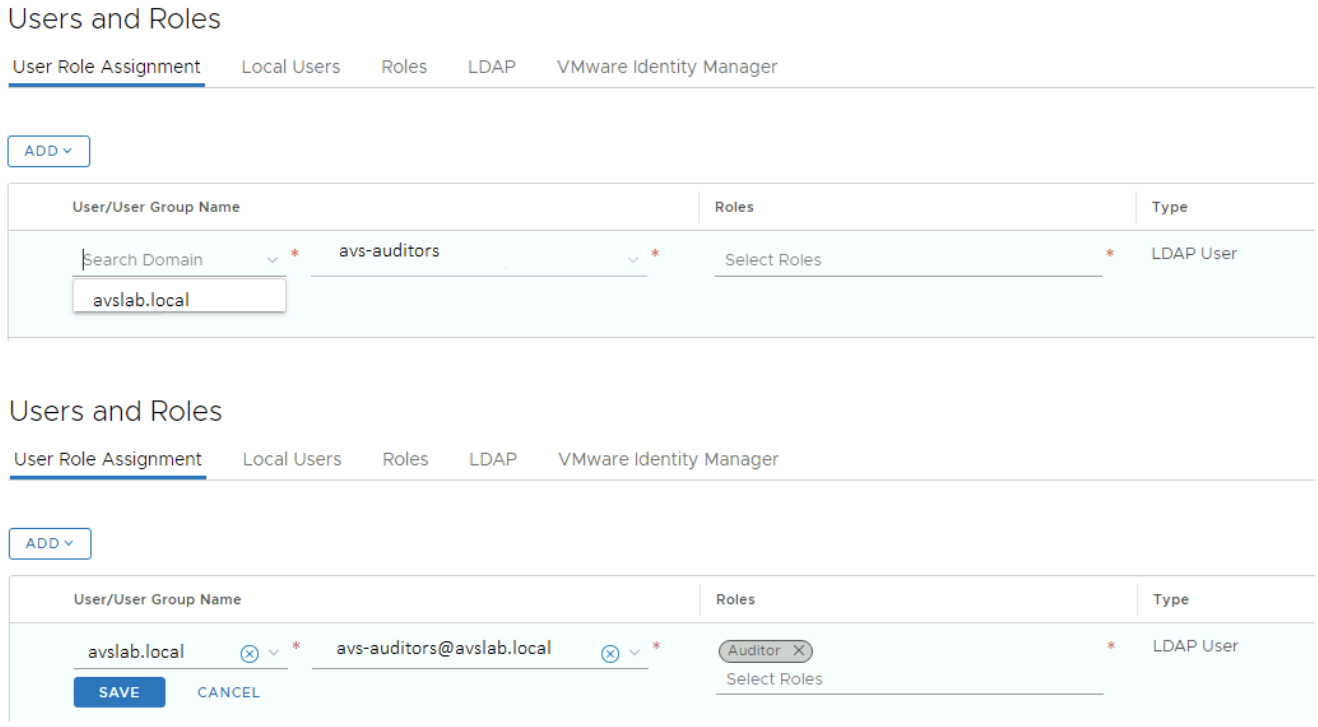 Users and Roles
User Role Assignment Local Users Roles LDAP VMware Identity Manager
ADD
User/User Group Name Roles Type
Search Domain * avs-auditors * Select Roles * LDAP User
avslab.local
Users and Roles
User Role Assignment Local Users Roles LDAP VMware Identity Manager
ADD
User/User Group Name Roles Type
avslab.local * avs-auditors@avslab.local * Auditor * LDAP User
Select Roles
SAVE CANCEL